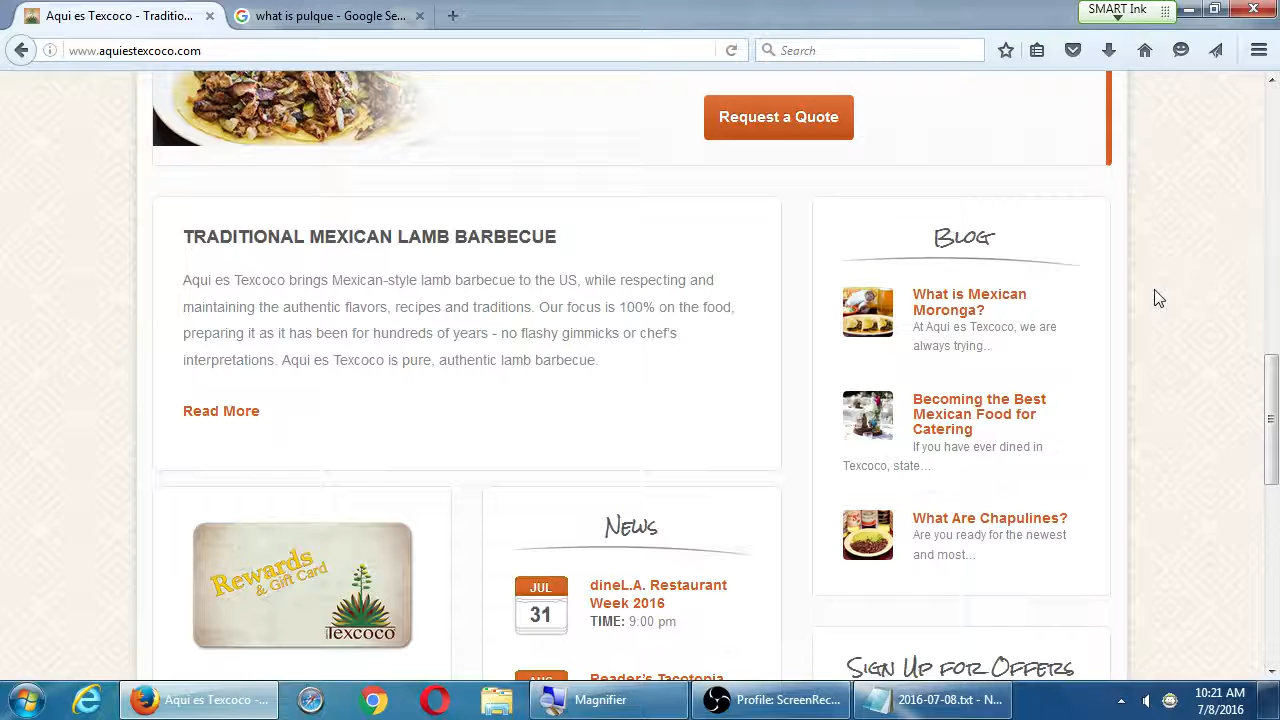 Aqui es Texcoco - Traditio...
what is pulque - Google Se...
SMART Ink
www.aquiestexcoco.com
Search
Request a Quote
TRADITIONAL MEXICAN LAMB BARBECUE
Aqui es Texcoco brings Mexican-style lamb barbecue to the US, while respecting and
maintaining the authentic flavors, recipes and traditions. Our focus is 100% on the food,
preparing it as it has been for hundreds of years - no flashy gimmicks or chef's
interpretations. Aqui es Texcoco is pure, authentic lamb barbecue.
Read More
Blog
What is Mexican
Moronga?
At Aqui es Texcoco, we are
always trying...
Becoming the Best
Mexican Food for
Catering
If you have ever dined in
Texcoco, state...
What Are Chapulines?
Are you ready for the newest
and most...
Rewards
& Gift Card
Texcoco
News
JUL
31
dineL.A. Restaurant
Week 2016
TIME: 9:00 pm
AUG
Reader's Tacotopia
Sign Up for Offers
Aqui es Texcoco -...
Magnifier
Profile: ScreenRec...
2016-07-08.txt - N...
10:21 AM
7/8/2016